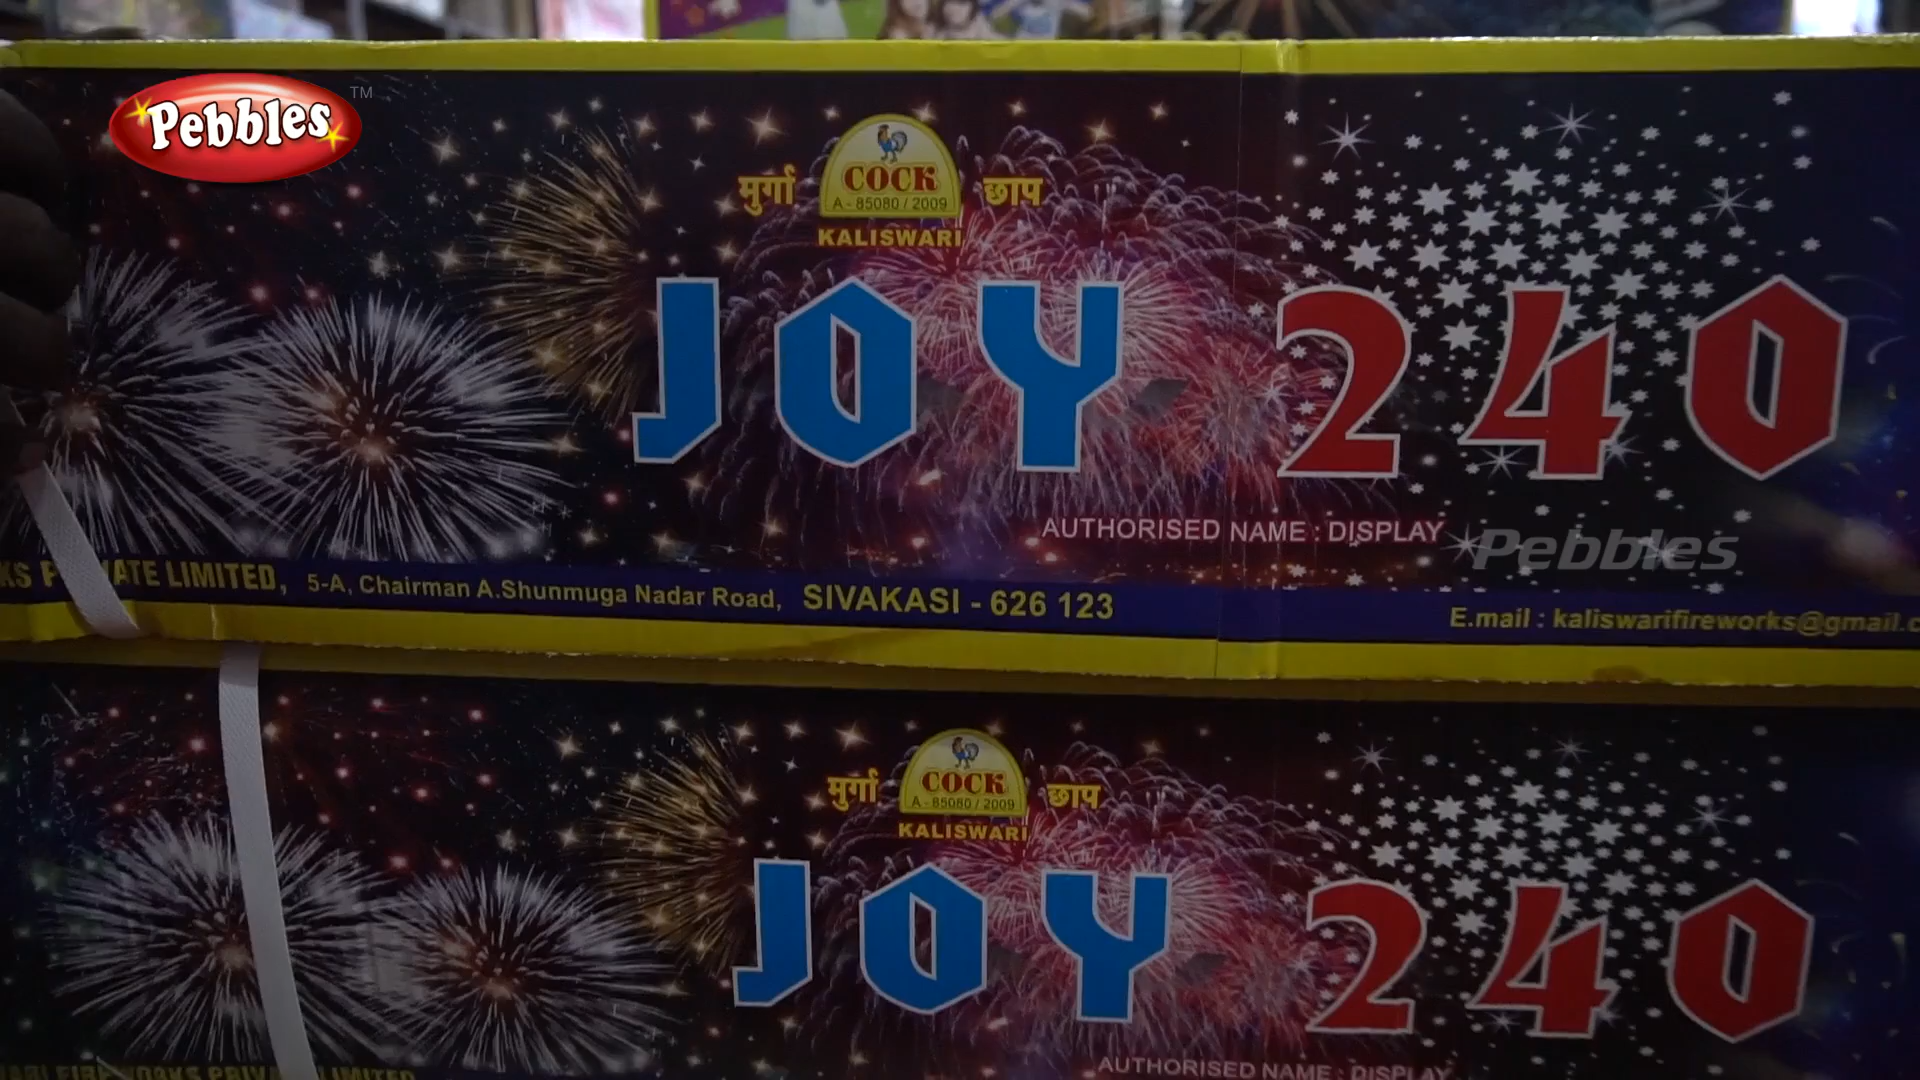 Pebbles TM
मुर्गा COCK छाप
A - 85080 / 2009
KALISWARI
JOY 240
AUTHORISED NAME : DISPLAY
Pebbles
LIMITED, 5-A, Chairman A.Shunmuga Nadar Road, SIVAKASI - 626 123
E.mail : kaliswarifireworks@gmail.c
मुर्गा COCK छाप
A - 85080 / 2009
KALISWARI
JOY 240
AUTHORISED NAME : DISPLAY